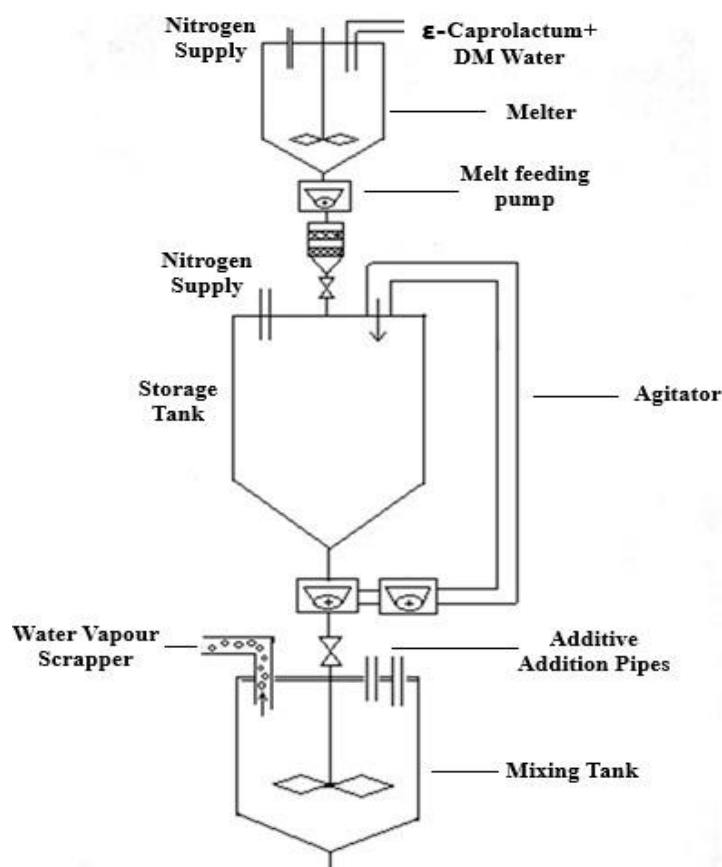 Nitrogen
Supply
ε-Caprolactum+
DM Water
Melter
Melt feeding
pump
Nitrogen
Supply
Storage
Tank
Agitator
Water Vapour
Scrapper
Additive
Addition Pipes
Mixing Tank